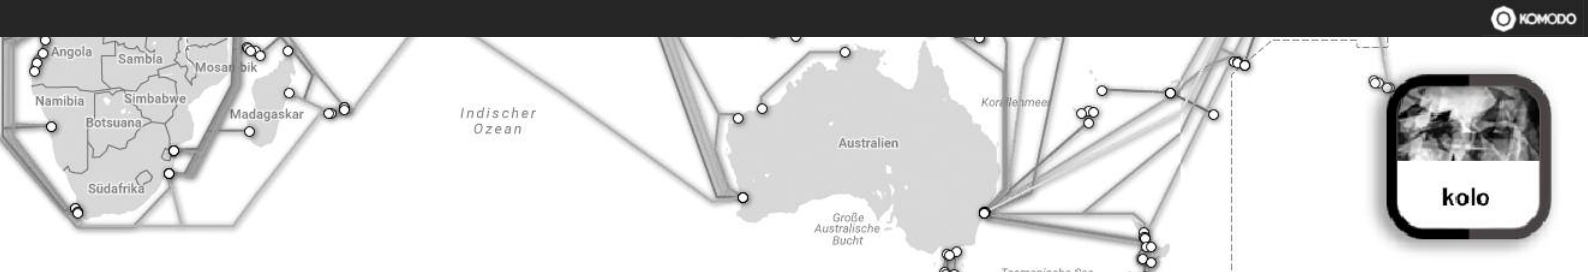 KOMODO
Angola
Sambia
Mosambik
Namibia
Simbabwe
Botsuana
Madagaskar
Südafrika
Indischer
Ozean
Australien
Korallenmeer
Große
Australische
Bucht
kolo